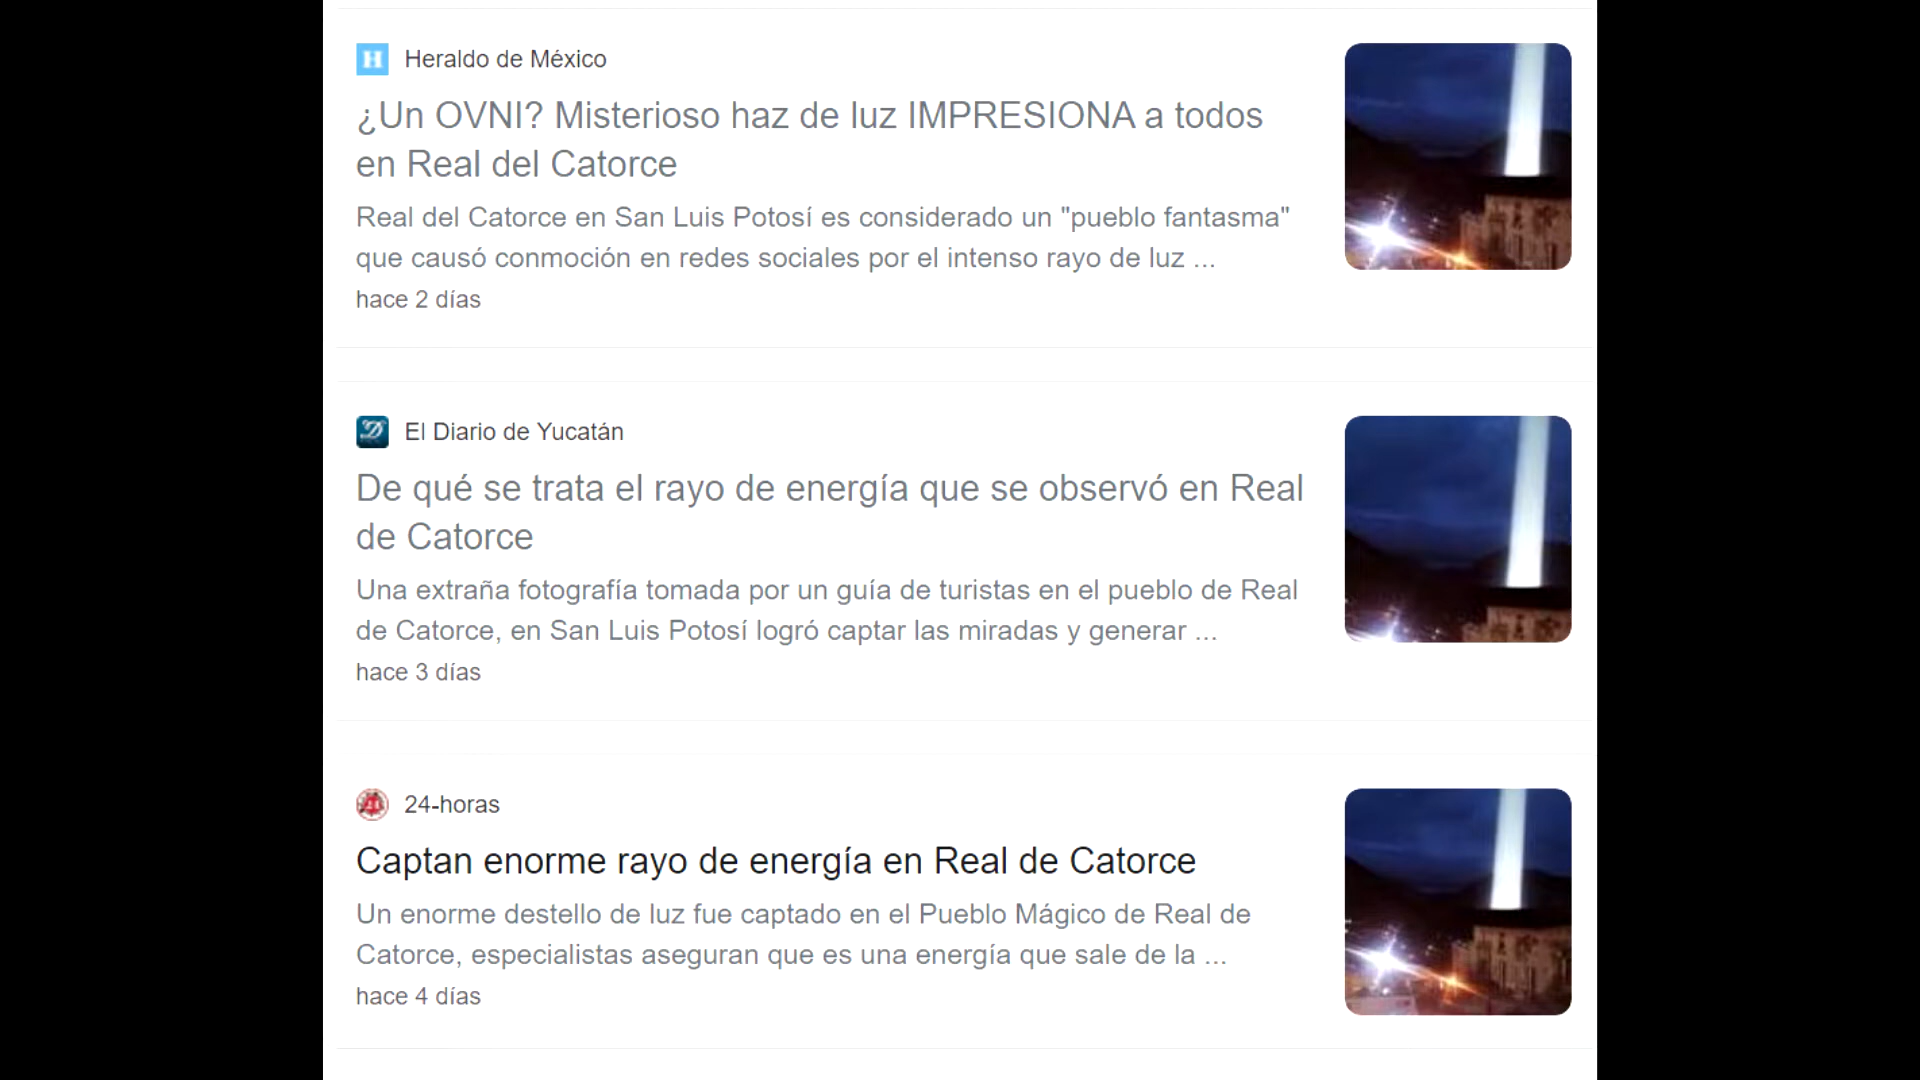 Heraldo de México
¿Un OVNI? Misterioso haz de luz IMPRESIONA a todos
en Real del Catorce
Real del Catorce en San Luis Potosí es considerado un "pueblo fantasma"
que causó conmoción en redes sociales por el intenso rayo de luz ...
hace 2 días
El Diario de Yucatán
De qué se trata el rayo de energía que se observó en Real
de Catorce
Una extraña fotografía tomada por un guía de turistas en el pueblo de Real
de Catorce, en San Luis Potosí logró captar las miradas y generar ...
hace 3 días
24-horas
Captan enorme rayo de energía en Real de Catorce
Un enorme destello de luz fue captado en el Pueblo Mágico de Real de
Catorce, especialistas aseguran que es una energía que sale de la ...
hace 4 días